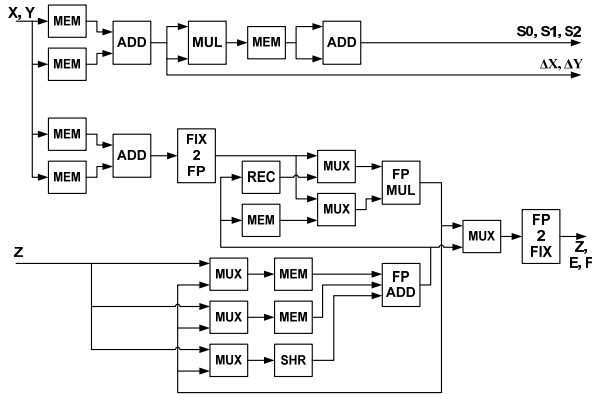 X, Y
MEM
MEM
ADD
MUL
MEM
ADD
S0, S1, S2
ΔX, ΔY
MEM
MEM
ADD
FIX
2
FP
REC
MEM
MUX
MUX
FP
MUL
MUX
FP
2
FIX
Z,
E, F
Z
MUX
MEM
MUX
MEM
MUX
SHR
FP
ADD